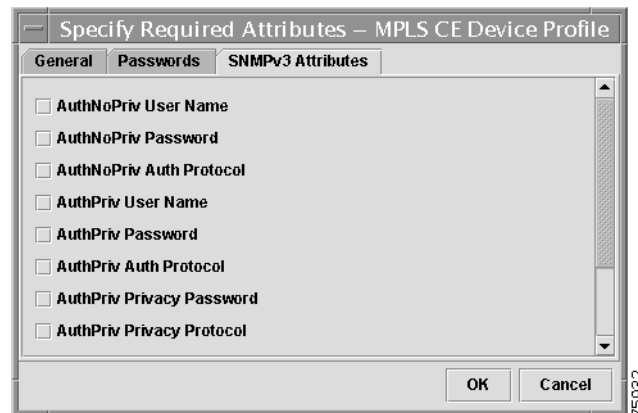 Specify Required Attributes – MPLS CE Device Profile
General Passwords SNMPv3 Attributes
AuthNoPriv User Name
AuthNoPriv Password
AuthNoPriv Auth Protocol
AuthPriv User Name
AuthPriv Password
AuthPriv Auth Protocol
AuthPriv Privacy Password
AuthPriv Privacy Protocol
OK Cancel